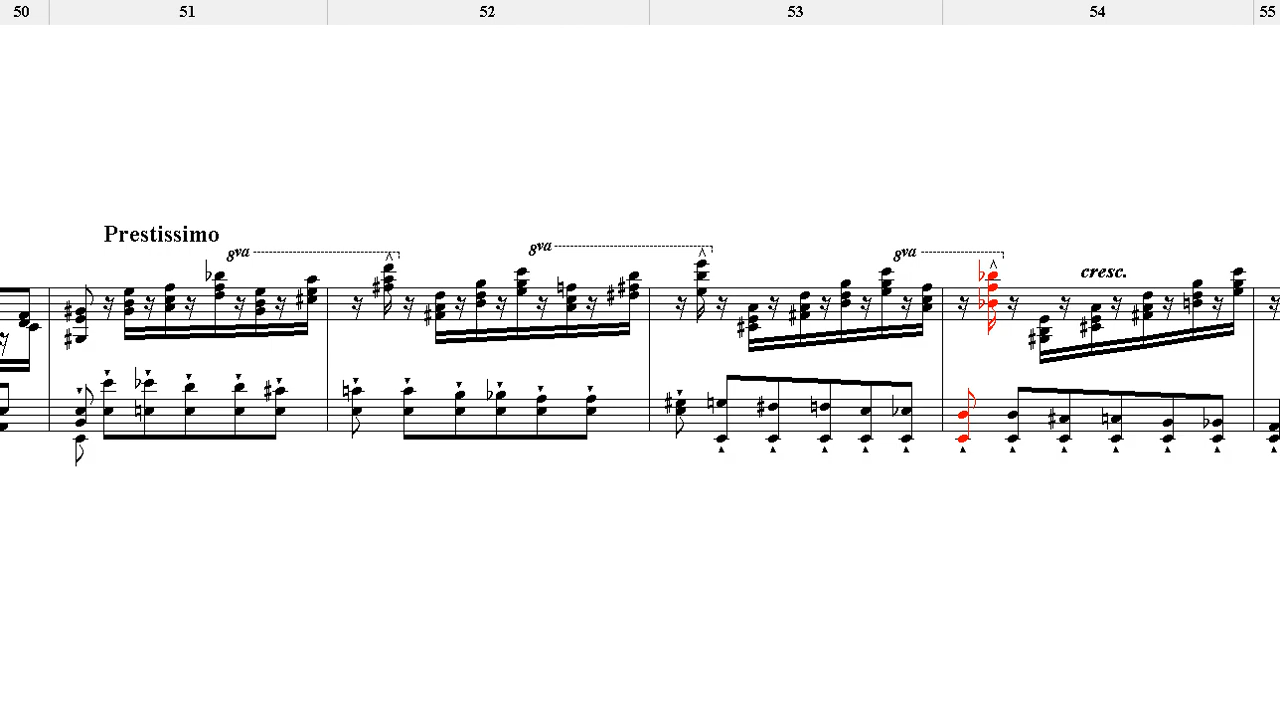 50 51 52 53 54 55
Prestissimo
8va 8va 8va
cresc.